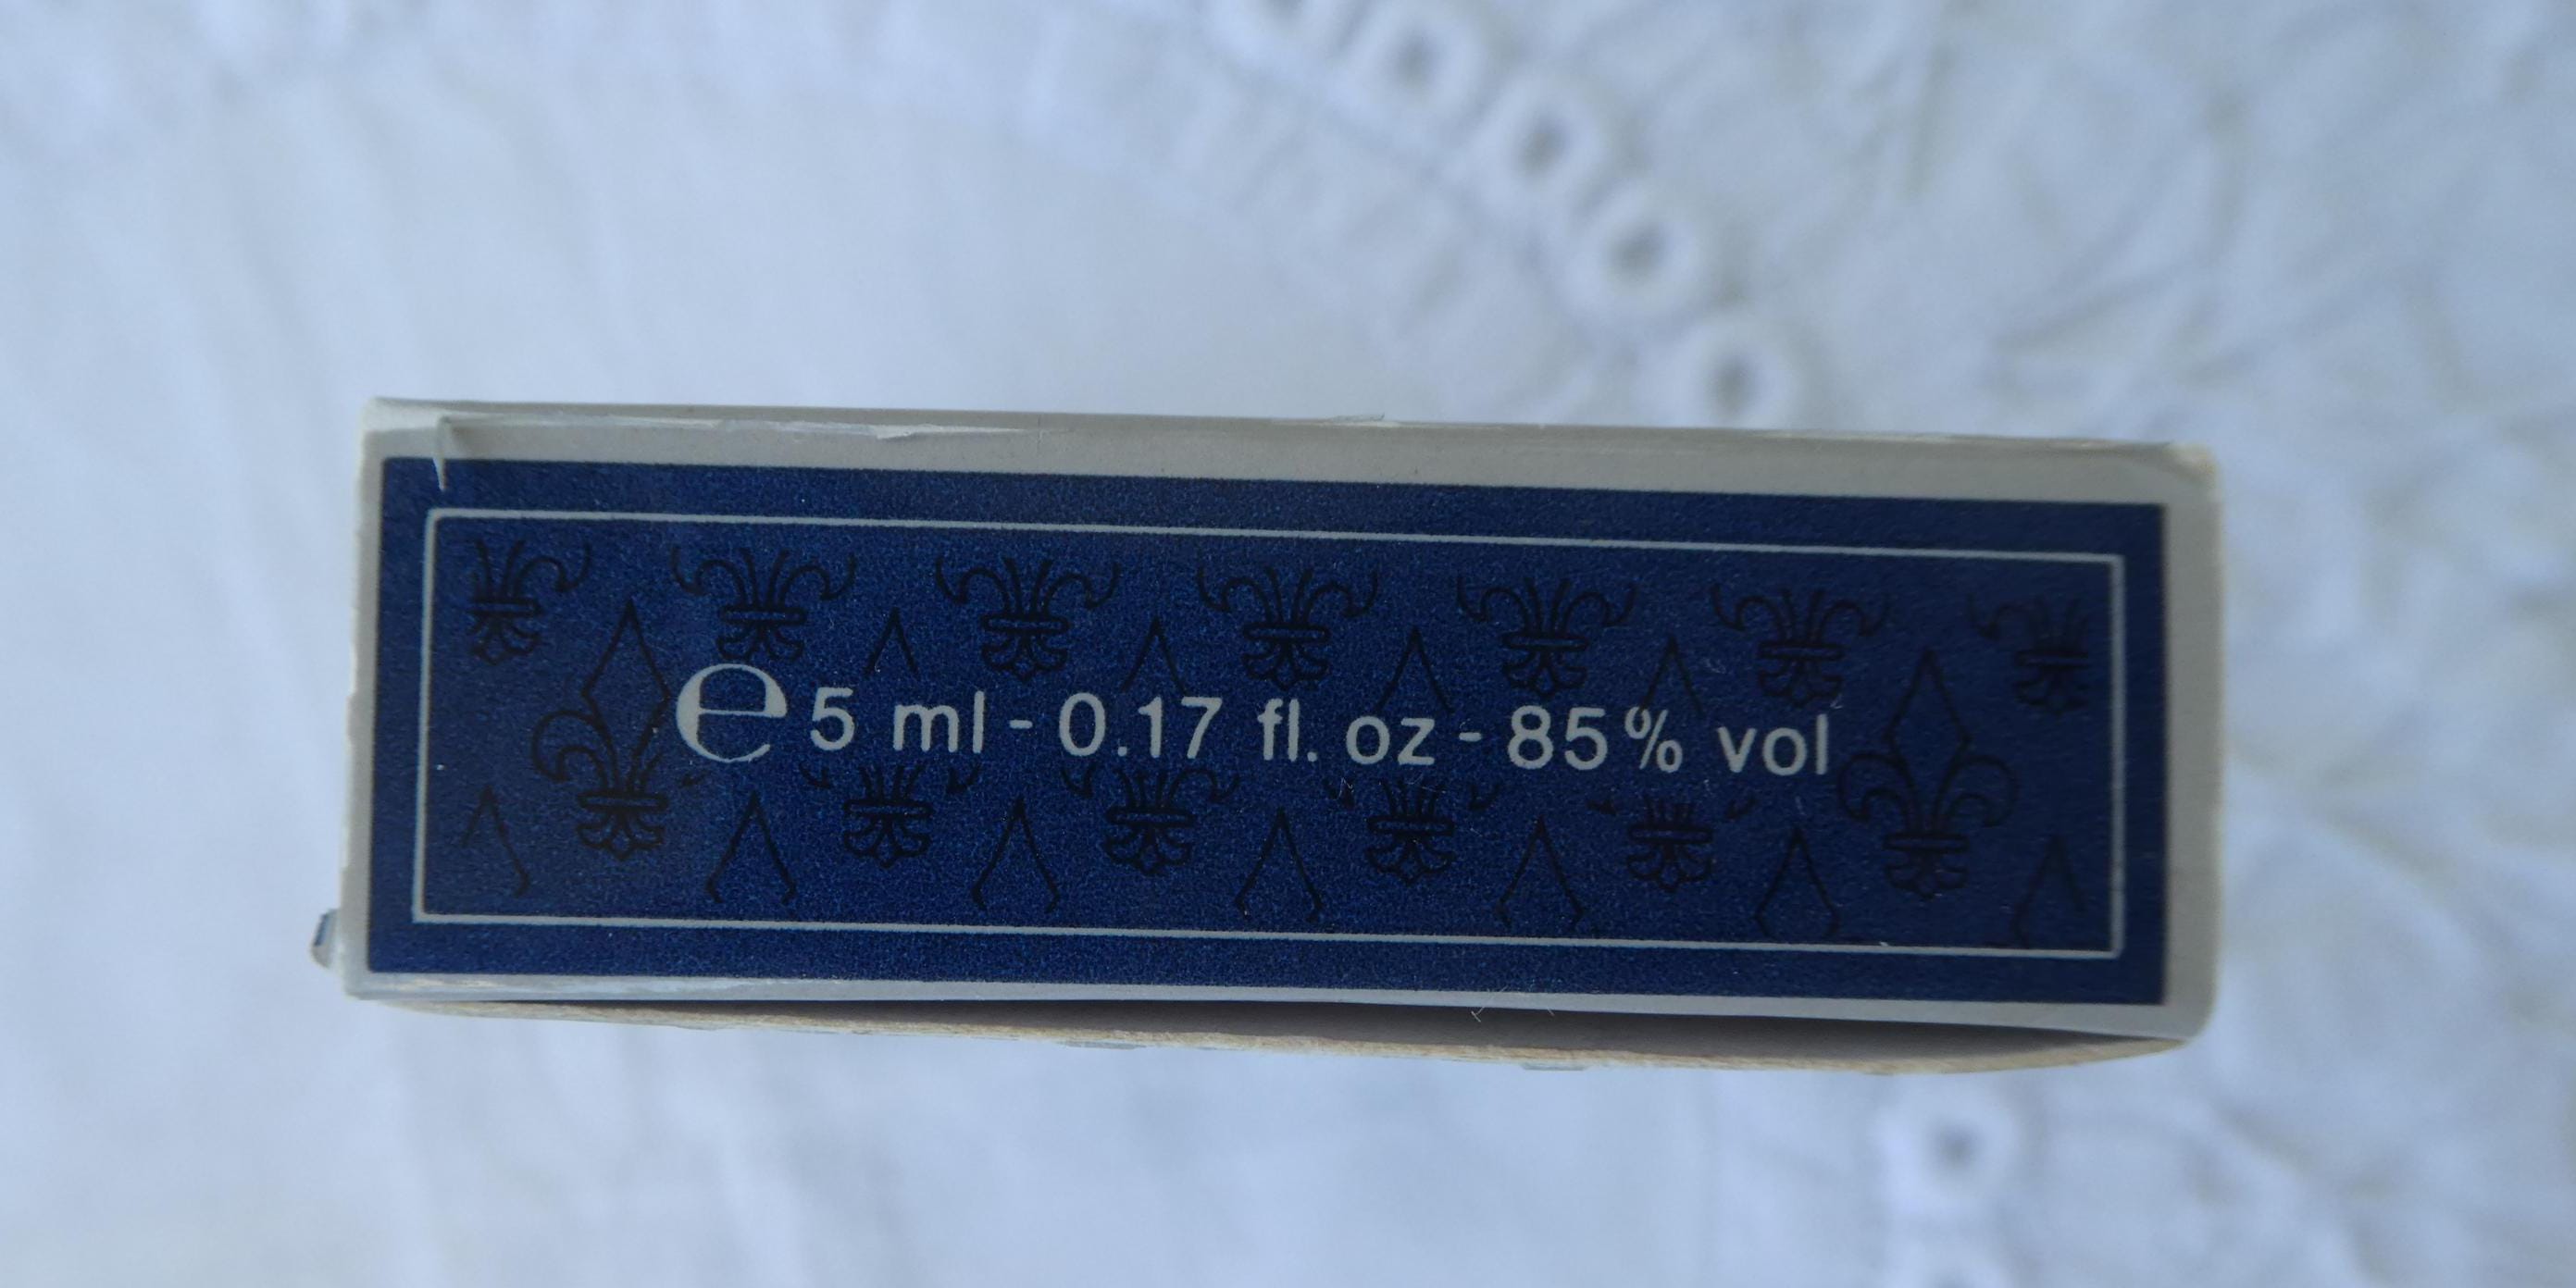 ℮ 5 ml - 0.17 fl. oz - 85% vol